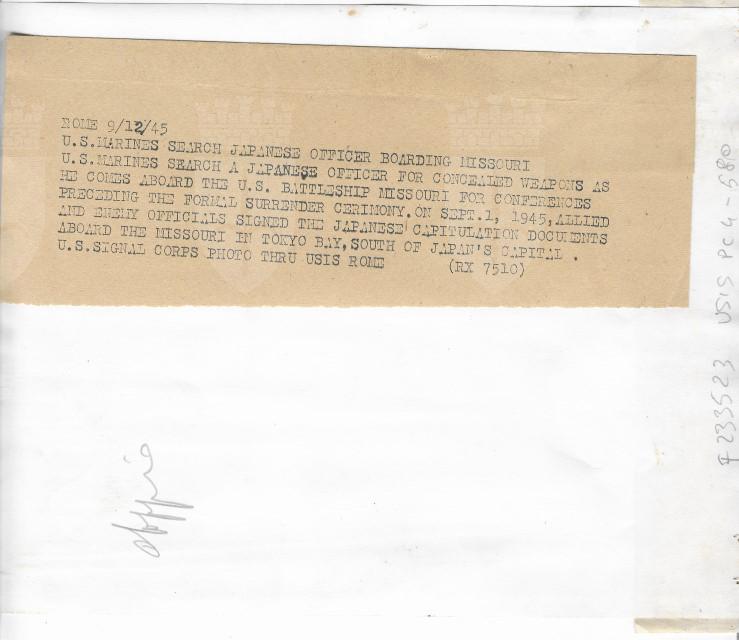 ROME 9/12/45
U.S.MARINES SEARCH JAPANESE OFFICER BOARDING MISSOURI
U.S.MARINES SEARCH A JAPANESE OFFICER FOR CONCEALED WEAPONS AS
HE COMES ABOARD THE U.S. BATTLESHIP MISSOURI FOR CONFERENCES
PRECEDING THE FORMAL SURRENDER CERIMONY.ON SEPT.1, 1945,ALLIED
AND ENEMY OFFICIALS SIGNED THE JAPANESE CAPITULATION DOCUMENTS
ABOARD THE MISSOURI IN TOKYO BAY,SOUTH OF JAPAN'S CAPITAL .
U.S.SIGNAL CORPS PHOTO THRU USIS ROME (RX 7510)
doppio
F 233523 USIS PC 4-580